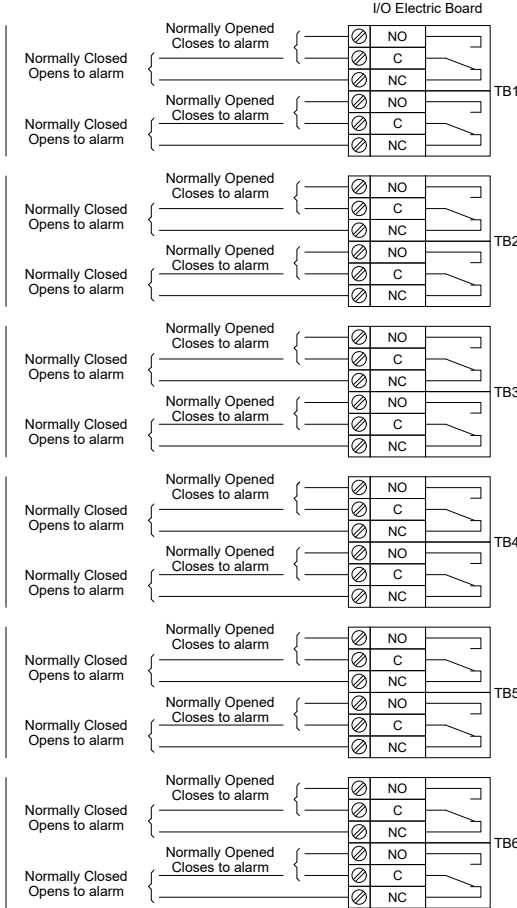 I/O Electric Board
Normally Opened
Closes to alarm
NO
Normally Closed
Opens to alarm
C
NC
TB1
Normally Opened
Closes to alarm
NO
Normally Closed
Opens to alarm
C
NC
Normally Opened
Closes to alarm
NO
Normally Closed
Opens to alarm
C
NC
TB2
Normally Opened
Closes to alarm
NO
Normally Closed
Opens to alarm
C
NC
Normally Opened
Closes to alarm
NO
Normally Closed
Opens to alarm
C
NC
TB3
Normally Opened
Closes to alarm
NO
Normally Closed
Opens to alarm
C
NC
Normally Opened
Closes to alarm
NO
Normally Closed
Opens to alarm
C
NC
TB4
Normally Opened
Closes to alarm
NO
Normally Closed
Opens to alarm
C
NC
Normally Opened
Closes to alarm
NO
Normally Closed
Opens to alarm
C
NC
TB5
Normally Opened
Closes to alarm
NO
Normally Closed
Opens to alarm
C
NC
Normally Opened
Closes to alarm
NO
Normally Closed
Opens to alarm
C
NC
TB6
Normally Opened
Closes to alarm
NO
Normally Closed
Opens to alarm
C
NC